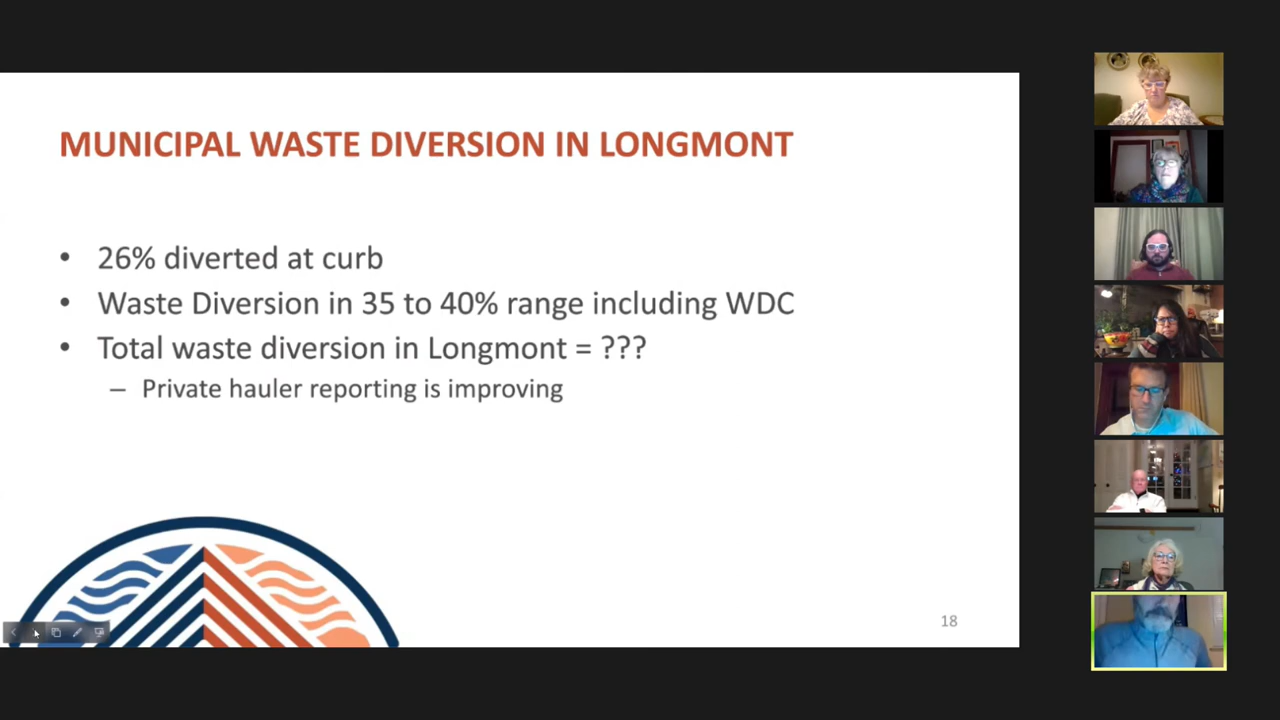 MUNICIPAL WASTE DIVERSION IN LONGMONT
• 26% diverted at curb
• Waste Diversion in 35 to 40% range including WDC
• Total waste diversion in Longmont = ???
– Private hauler reporting is improving
18